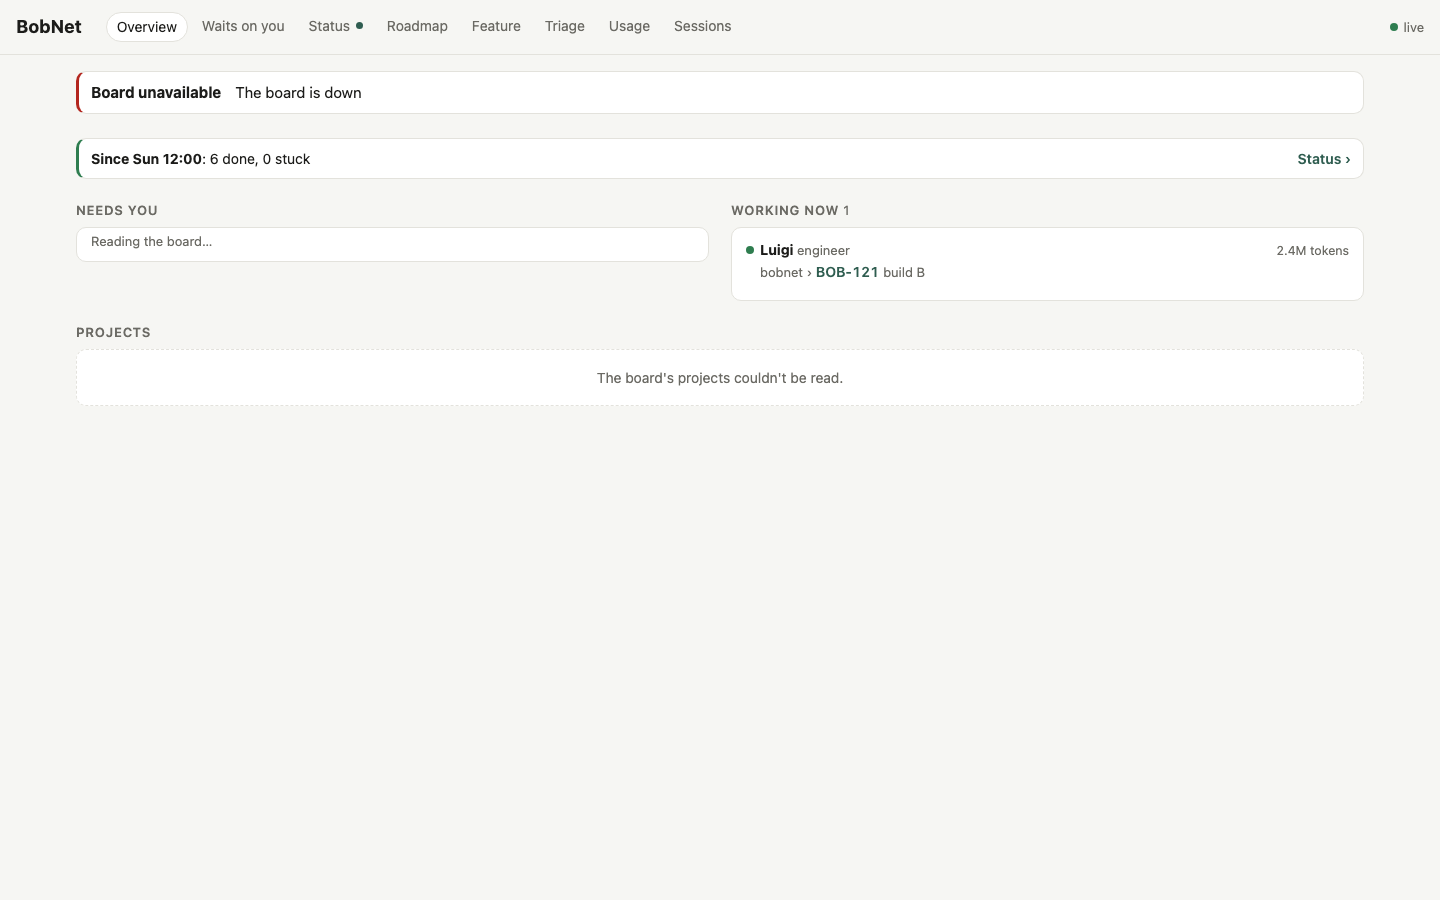 BobNet Overview Waits on you Status Roadmap Feature Triage Usage Sessions live
Board unavailable The board is down
Since Sun 12:00: 6 done, 0 stuck Status ›
NEEDS YOU
Reading the board...
WORKING NOW 1
Luigi engineer 2.4M tokens
bobnet › BOB-121 build B
PROJECTS
The board's projects couldn't be read.